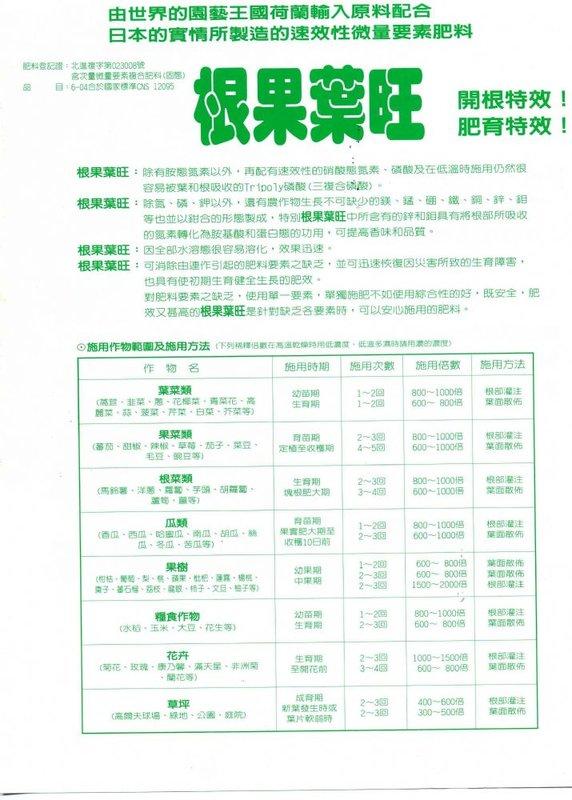 由世界的園藝王國荷蘭輸入原料配合
日本的實情所製造的速效性微量要素肥料
肥料登記證：北進複字第023008號
含次量微量要素複合肥料(固態)
品　　目：6-04合於國家標準CNS 12095
根果葉旺
開根特效！
肥育特效！
根果葉旺：除有胺態氮素以外，再配有速效性的硝酸態氮素、磷酸及在低溫時施用仍然很
容易被葉和根吸收的Tripoly磷酸(三複合磷酸)。
根果葉旺：除氮、磷、鉀以外，還有農作物生長不可缺少的鎂、錳、硼、鐵、銅、鋅、鉬
等也並以鉗合的形態製成，特別根果葉旺中所含有的鋅和鉬具有將根部所吸收
的氮素轉化為胺基酸和蛋白態的功用，可提高香味和品質。
根果葉旺：因全部水溶態很容易溶化，效果迅速。
根果葉旺：可消除由連作引起的肥料要素之缺乏，並可迅速恢復因災害所致的生育障害，
也具有使初期生育健全生長的肥效。
對肥料要素之缺乏，使用單一要素，單獨施肥不如使用綜合性的好，既安全，肥
效又甚高的根果葉旺是針對缺乏各要素時，可以安心施用的肥料。
⊙施用作物範圍及施用方法 (下列稀釋倍數在高溫乾燥時用低濃度，低溫多濕時請用濃的濃度)
作物名 施用時期 施用次數 施用倍數 施用方法
葉菜類
(萵苣、韭菜、蔥、花椰菜、青菜花、高
麗菜、蒜、菠菜、芹菜、白菜、芥菜等)
幼苗期 1～2回 800～1000倍 根部灌注
生育期 1～2回 600～ 800倍 葉面散佈
果菜類
(蕃茄、甜椒、辣椒、草莓、茄子、菜豆、
毛豆、豌豆等)
育苗期 2～3回 800～1000倍 根部灌注
定植至收穫期 4～5回 600～1000倍 葉面散佈
根菜類
(馬鈴薯、洋蔥、蘿蔔、芋頭、胡蘿蔔、
蘆筍、薑等)
生育期 2～3回 800～1000倍 根部灌注
塊根肥大期 3～4回 600～1000倍 葉面散佈
瓜類
(香瓜、西瓜、哈蜜瓜、南瓜、胡瓜、絲
瓜、冬瓜、苦瓜等)
育苗期 1～2回 800～1000倍 根部灌注
果實肥大期至 2～3回 600～ 800倍 葉面散佈
收穫10日前
果樹
(柑桔、葡萄、梨、桃、蘋果、枇杷、蓮霧、楊桃、
棗子、蕃石榴、荔枝、龍眼、柿子、文旦、柚子等)
幼果期 1～2回 600～ 800倍 葉面散佈
中果期 2～3回 600～ 800倍 葉面散佈
2～3回 1500～2000倍 根部灌注
糧食作物
(水稻、玉米、大豆、花生等)
幼苗期 1～2回 800～1000倍 根部灌注
生育期 2～3回 600～ 800倍 葉面散佈
花卉
(菊花、玫瑰、康乃馨、滿天星、非洲菊
、蘭花等)
生育期 2～3回 1000～1500倍 根部灌注
至開花前 3～4回 600～ 800倍 葉面散佈
草坪
(高爾夫球場、綠地、公園、庭院)
成育期 2～3回 400～600倍 根部灌注
新葉發生時或 2～3回 300～500倍 葉面散佈
葉片軟弱時